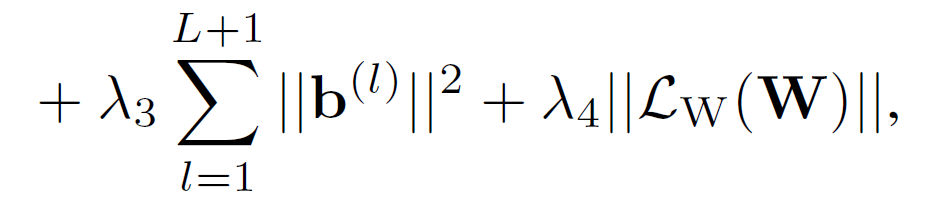 + λ₃ ∑_{l=1}^{L+1} ||𝐛^{(l)}||² + λ₄||ℒ_W(𝐖)||,